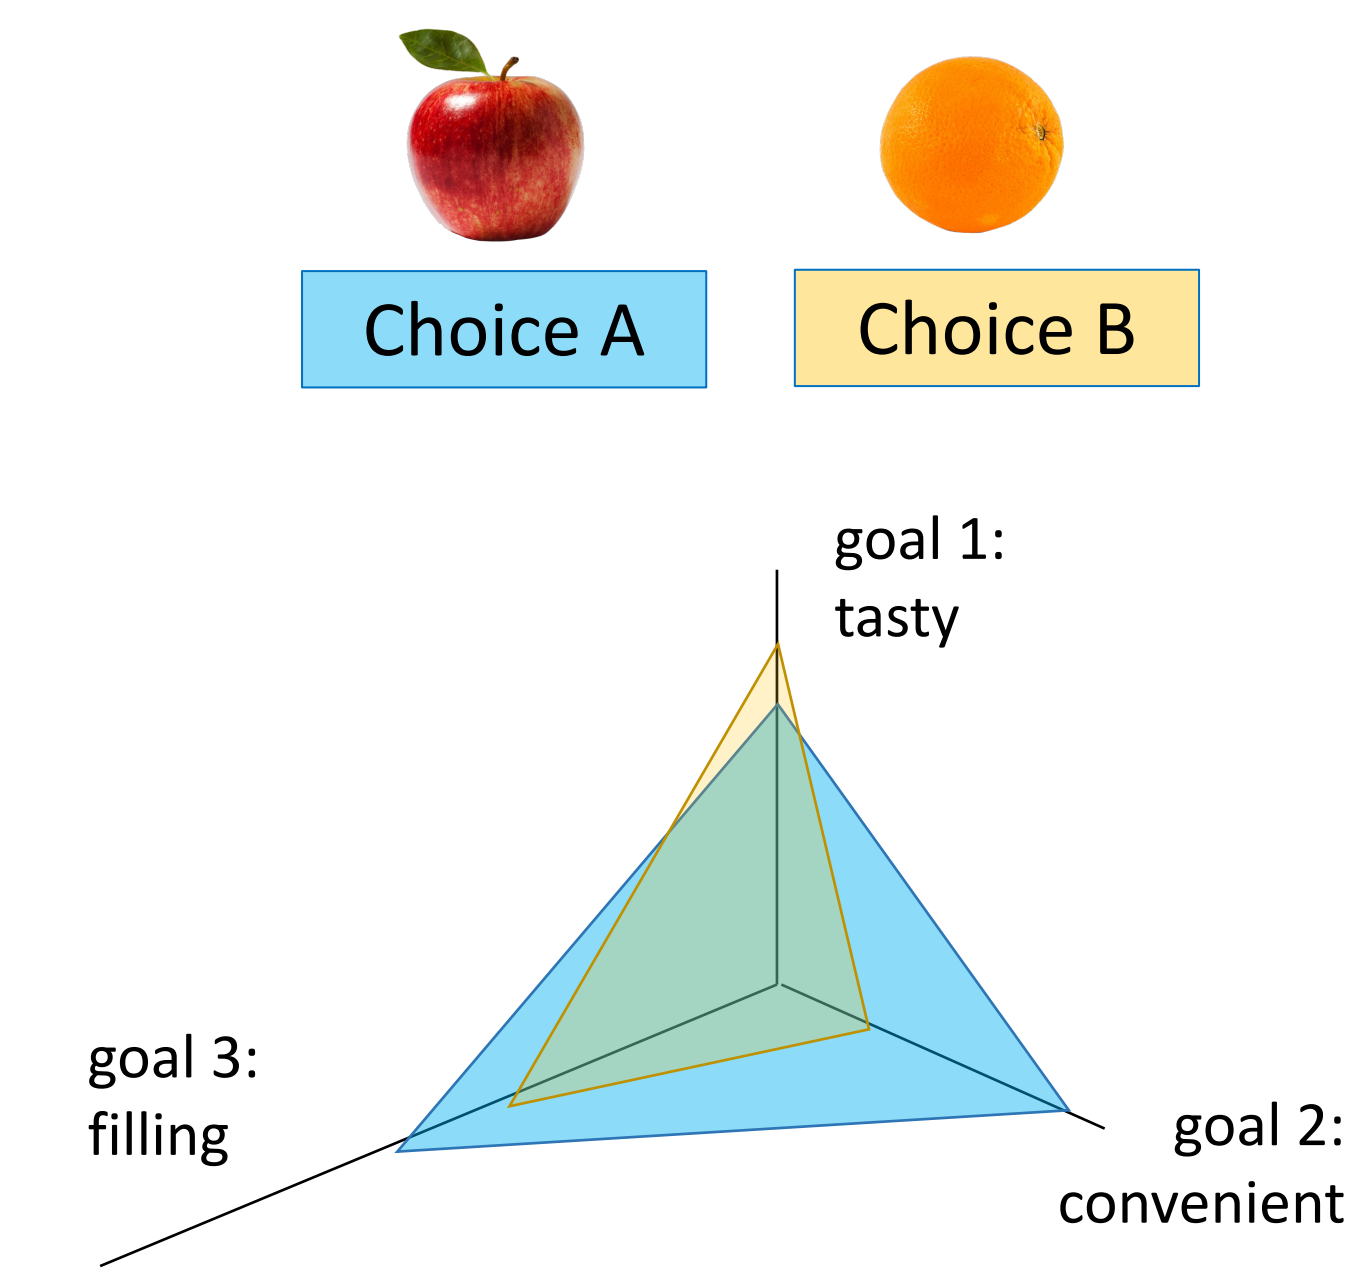 Choice A
Choice B
goal 1:
tasty
goal 3:
filling
goal 2:
convenient